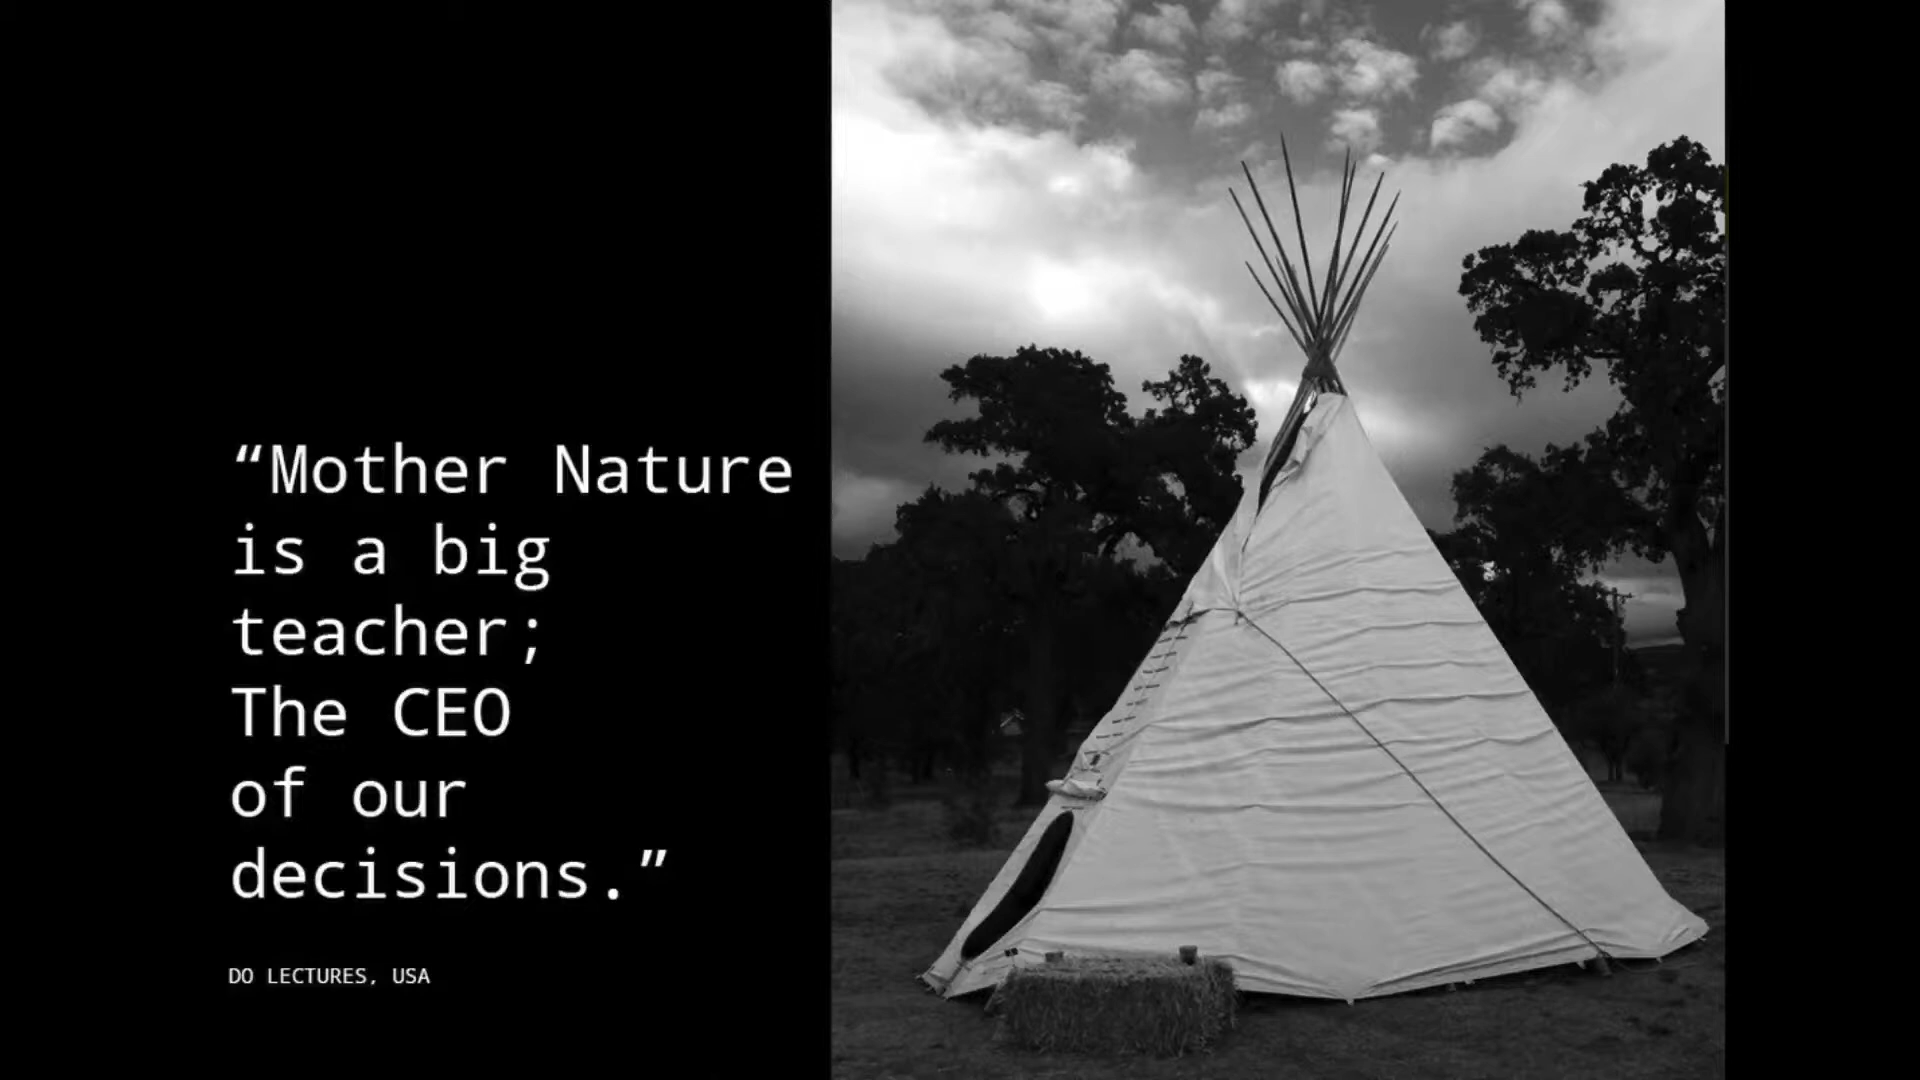 “Mother Nature
is a big
teacher;
The CEO
of our
decisions.”
DO LECTURES, USA